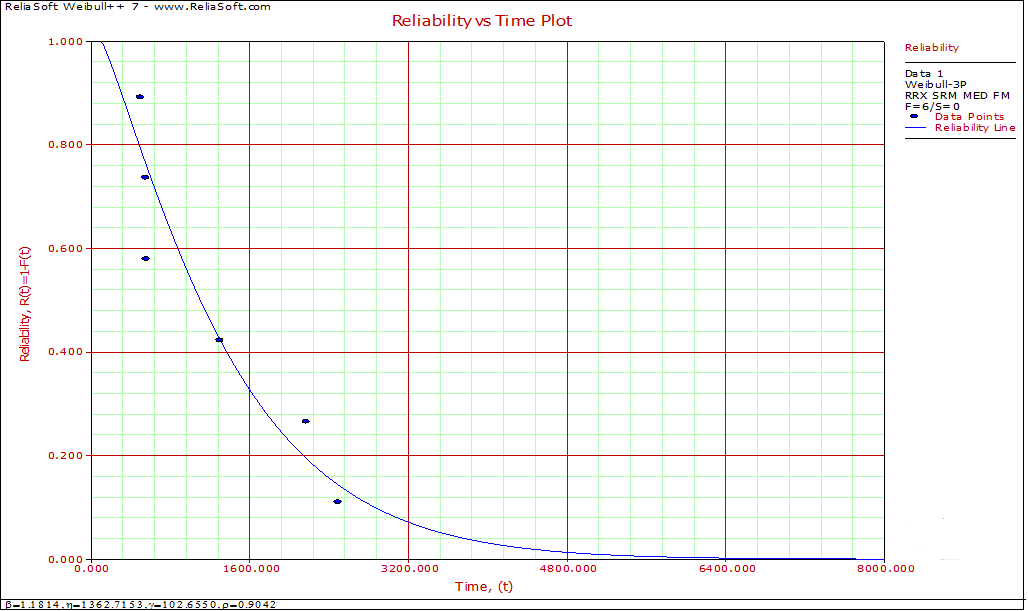 ReliaSoft Weibull++ 7 - www.ReliaSoft.com
Reliability vs Time Plot
Reliability
Data 1
Weibull-3P
RRX SRM MED FM
F=6/S=0
Data Points
Reliability Line
Reliability, R(t)=1-F(t)
1.000
0.800
0.600
0.400
0.200
0.000
0.000 1600.000 3200.000 4800.000 6400.000 8000.000
Time, (t)
β=1.1814, η=1362.7153, γ=102.6550, ρ=0.9042